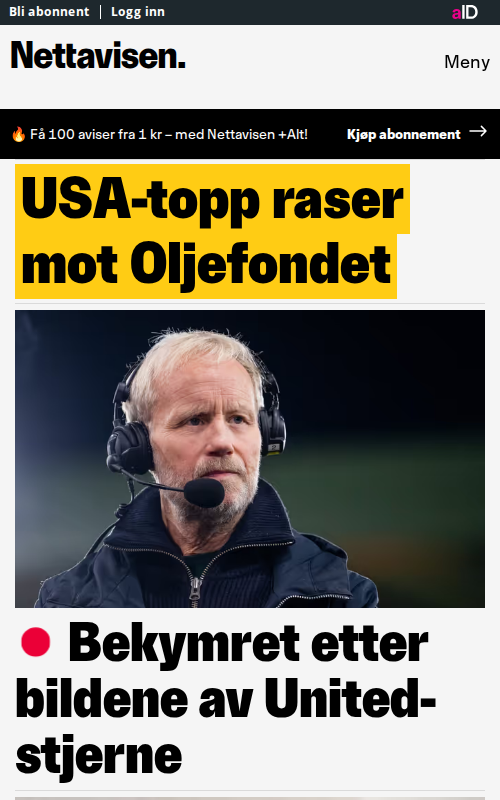 Bli abonnent | Logg inn
aID
Nettavisen.
Meny
🔥 Få 100 aviser fra 1 kr – med Nettavisen +Alt!
Kjøp abonnement →
USA-topp raser
mot Oljefondet
Bekymret etter
bildene av United-
stjerne